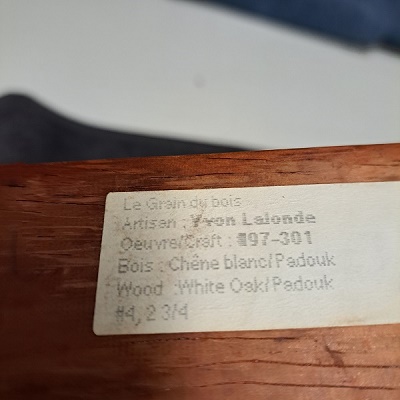 Le Grain du bois
Artisan : Yvon Lalonde
Oeuvre/Craft : #97-301
Bois : Chêne blanc/Padouk
Wood :White Oak/Padouk
#4, 2 3/4